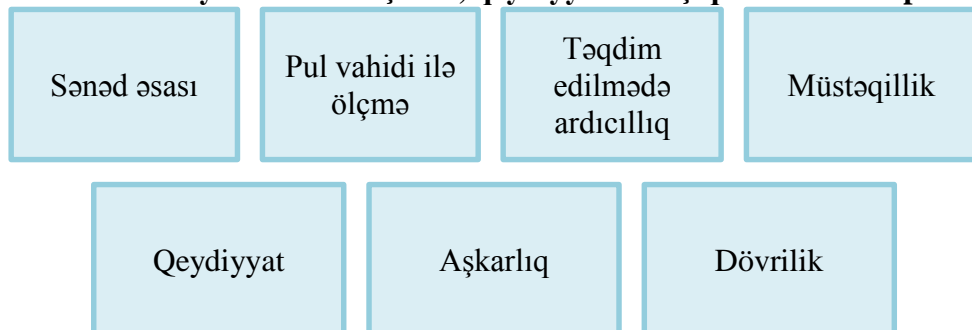 Sənəd əsası
Pul vahidi ilə
ölçmə
Təqdim
edilmədə
ardıcıllıq
Müstəqillik
Qeydiyyat
Aşkarlıq
Dövrilik